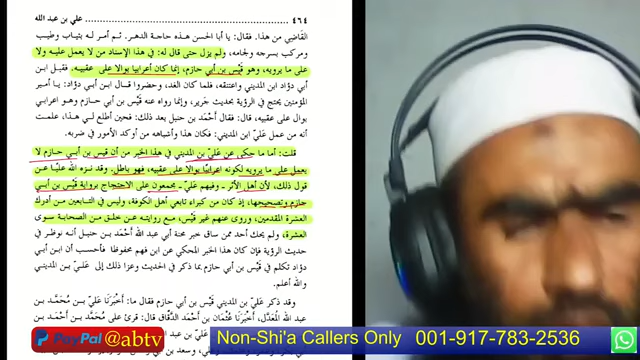 ٤٦٤ ........................ علي بن عبد الله
القاضي من هذا. فقال: يا أبا الحسن هذه حاجة الدهر. ثم أمر له بثياب وطيب
ومركب بسرجه ولجامه، ولم يزل حتى قال له: في هذا الإسناد من لا يعمل عليه ولا
على ما يرويه، وهو قيس بن أبي حازم، إنما كان أعرابيا بوالا على عقبيه. فقبل ابن
أبي دؤاد ابن المديني واعتنقه، فلما كان الغد، وحضروا قال ابن أبي دؤاد: يا أمير
المؤمنين يحتج في الرؤية بحديث جرير، وإنما رواه عنه قيس بن أبي حازم وهو أعرابي
بوال على عقبيه، قال: فقال أحمد بن حنبل بعد ذلك: فحين أطلع لي هذا، علمت
أنه من عمل علي ابن المديني: فكان هذا وأشباهه من أوكد الأمور في ضربه.
قلت: أما ما حكي عن علي بن المديني في هذا الخبر من أن قيس بن أبي حازم لا
يعمل على ما يرويه لكونه أعرابيا بوالا على عقبيه، فهو باطل. وقد نزه الله عليا عن
قول ذلك، لأن أهل الأثر - وفيهم علي - مجمعون على الاحتجاج برواية قيس بن أبي
حازم وتصحيحها، إذ كان من كبراء تابعي أهل الكوفة، وليس في التابعين من أدرك
العشرة المقدمين، وروى عنهم غير قيس، مع روايته عن خلق من الصحابة سوى
العشرة، ولم يحك أحد ممن ساق خبر محنة أبي عبد الله أحمد بن حنبل أنه نوظر في
حديث الرؤية فإن كان هذا الخبر المحكي عن ابن فهم محفوظا فأحسب أن ابن أبي
دؤاد تكلم في قيس بن أبي حازم بما ذكر في الحديث وعزا ذلك إلى علي بن المديني
والله أعلم.
وقد ذكر علي بن المديني قيس بن أبي حازم فقال ما: أخبرنا علي بن محمد بن
عبد الله المعدل، أخبرنا عثمان بن أحمد الدقاق قال: قرئ على محمد بن أحمد بن
PayPal @abtv Non-Shi'a Callers Only 001-917-783-2536